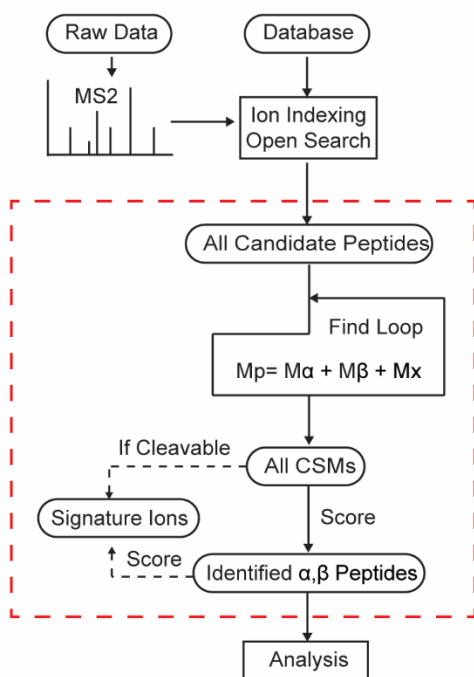 Raw Data
Database
MS2
Ion Indexing
Open Search
All Candidate Peptides
Find Loop
Mp= Mα + Mβ + Mx
If Cleavable
All CSMs
Signature Ions
Score
Score
Identified α,β Peptides
Analysis